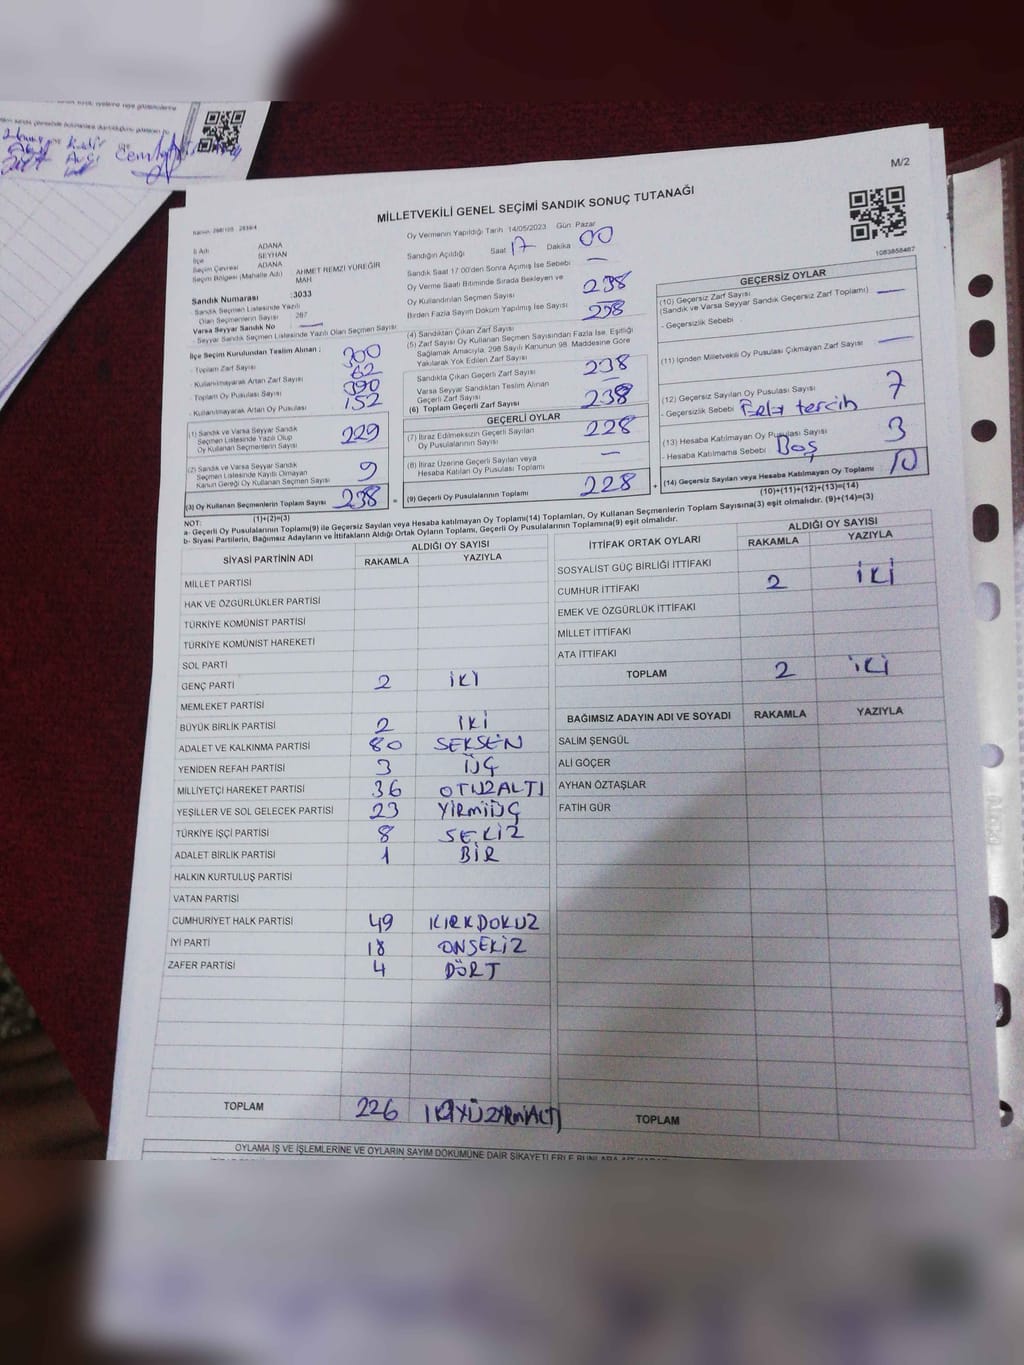 M/2
MİLLETVEKİLİ GENEL SEÇİMİ SANDIK SONUÇ TUTANAĞI
1083858487
İl Adı ADANA
İlçe SEYHAN
Seçim Çevresi ADANA
Seçim Bölgesi (Mahalle Adı) AHMET REMZİ YÜREĞİR MAH
Sandık Numarası :3033
- Sandık Seçmen Listesinde Yazılı
Olan Seçmenlerin Sayısı : 287
Varsa Seyyar Sandık No —
- Seyyar Sandık Seçmen Listesinde Yazılı Olan Seçmen Sayısı
İlçe Seçim Kurulundan Teslim Alınan ;
- Toplam Zarf Sayısı 300
- Kullanılmayarak Artan Zarf Sayısı 62
- Toplam Oy Pusulası Sayısı 390
- Kullanılmayarak Artan Oy Pusulası 152
(1) Sandık ve Varsa Seyyar Sandık
Seçmen Listesinde Yazılı Olup
Oy Kullanan Seçmenlerin Sayısı 229
(2) Sandık ve Varsa Seyyar Sandık
Seçmen Listesinde Kayıtlı Olmayan
Kanun Gereği Oy Kullanan Seçmen Sayısı 9
(3) Oy Kullanan Seçmenlerin Toplam Sayısı 238 =
(1)+(2)=(3)
Oy Vermenin Yapıldığı Tarih 14/05/2023 Gün Pazar
Sandığın Açıldığı Saat 17 Dakika 00
Sandık Saat 17:00'den Sonra Açılmış İse Sebebi —
Oy Verme Saati Bitiminde Sırada Bekleyen ve
Oy Kullandırılan Seçmen Sayısı 238
Birden Fazla Sayım Döküm Yapılmış İse Sayısı 238
(4) Sandıktan Çıkan Zarf Sayısı
(5) Zarf Sayısı Oy Kullanan Seçmen Sayısından Fazla İse, Eşitliği
Sağlamak Amacıyla, 298 Sayılı Kanunun 98. Maddesine Göre
Yakılarak Yok Edilen Zarf Sayısı
Sandıkta Çıkan Geçerli Zarf Sayısı 238
Varsa Seyyar Sandıktan Teslim Alınan
Geçerli Zarf Sayısı —
(6) Toplam Geçerli Zarf Sayısı 238
GEÇERLİ OYLAR
(7) İtiraz Edilmeksizin Geçerli Sayılan
Oy Pusulalarının Sayısı 228
(8) İtiraz Üzerine Geçerli Sayılan veya
Hesaba Katılan Oy Pusulası Toplamı —
(9) Geçerli Oy Pusulalarının Toplamı 228 +
GEÇERSİZ OYLAR
(10) Geçersiz Zarf Sayısı
(Sandık ve Varsa Seyyar Sandık Geçersiz Zarf Toplamı) —
- Geçersizlik Sebebi
(11) İçinden Milletvekili Oy Pusulası Çıkmayan Zarf Sayısı —
(12) Geçersiz Sayılan Oy Pusulası Sayısı 7
- Geçersizlik Sebebi tercih
(13) Hesaba Katılmayan Oy Pusulası Sayısı 3
- Hesaba Katılmama Sebebi Boş
(14) Geçersiz Sayılan veya Hesaba Katılmayan Oy Toplamı 10
(10)+(11)+(12)+(13)=(14)
NOT:
a- Geçerli Oy Pusulalarının Toplamı(9) ile Geçersiz Sayılan veya Hesaba katılmayan Oy Toplamı(14) Toplamları, Oy Kullanan Seçmenlerin Toplam Sayısına(3) eşit olmalıdır. (9)+(14)=(3)
b- Siyasi Partilerin, Bağımsız Adayların ve İttifakların Aldığı Ortak Oyların Toplamı, Geçerli Oy Pusulalarının Toplamına(9) eşit olmalıdır.
SİYASİ PARTİNİN ADI ALDIĞI OY SAYISI
RAKAMLA YAZIYLA
MİLLET PARTİSİ
HAK VE ÖZGÜRLÜKLER PARTİSİ
TÜRKİYE KOMÜNİST PARTİSİ
TÜRKİYE KOMÜNİST HAREKETİ
SOL PARTİ
GENÇ PARTİ 2 İKİ
MEMLEKET PARTİSİ
BÜYÜK BİRLİK PARTİSİ 2 İKİ
ADALET VE KALKINMA PARTİSİ 80 SEKSEN
YENİDEN REFAH PARTİSİ 3 ÜÇ
MİLLİYETÇİ HAREKET PARTİSİ 36 OTUZALTI
YEŞİLLER VE SOL GELECEK PARTİSİ 23 YİRMİÜÇ
TÜRKİYE İŞÇİ PARTİSİ 8 SEKİZ
ADALET BİRLİK PARTİSİ 1 BİR
HALKIN KURTULUŞ PARTİSİ
VATAN PARTİSİ
CUMHURİYET HALK PARTİSİ 49 KIRKDOKUZ
İYİ PARTİ 18 ONSEKİZ
ZAFER PARTİSİ 4 DÖRT
TOPLAM 226 İKİYÜZYİRMİALTI
İTTİFAK ORTAK OYLARI ALDIĞI OY SAYISI
RAKAMLA YAZIYLA
SOSYALİST GÜÇ BİRLİĞİ İTTİFAKI
CUMHUR İTTİFAKI 2 İKİ
EMEK VE ÖZGÜRLÜK İTTİFAKI
MİLLET İTTİFAKI
ATA İTTİFAKI
TOPLAM 2 İKİ
BAĞIMSIZ ADAYIN ADI VE SOYADI RAKAMLA YAZIYLA
SALİM ŞENGÜL
ALİ GÖÇER
AYHAN ÖZTAŞLAR
FATİH GÜR
TOPLAM
OYLAMA İŞ VE İŞLEMLERİNE VE OYLARIN SAYIM DÖKÜMÜNE DAİR ŞİKAYETLERLE BUNLARA AİT